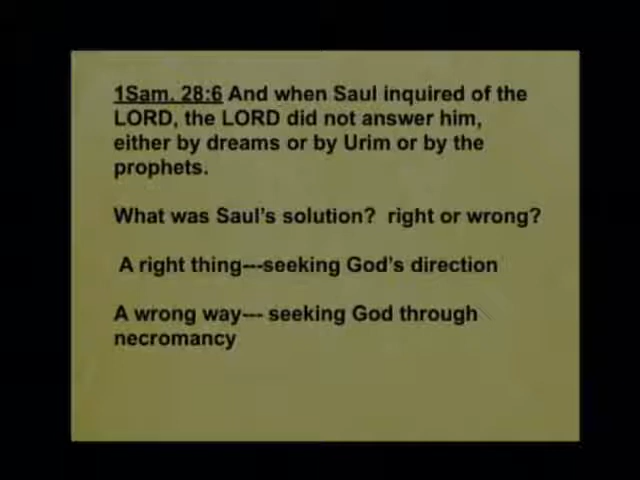 1Sam. 28:6 And when Saul inquired of the
LORD, the LORD did not answer him,
either by dreams or by Urim or by the
prophets.
What was Saul's solution?  right or wrong?
A right thing---seeking God's direction
A wrong way--- seeking God through
necromancy